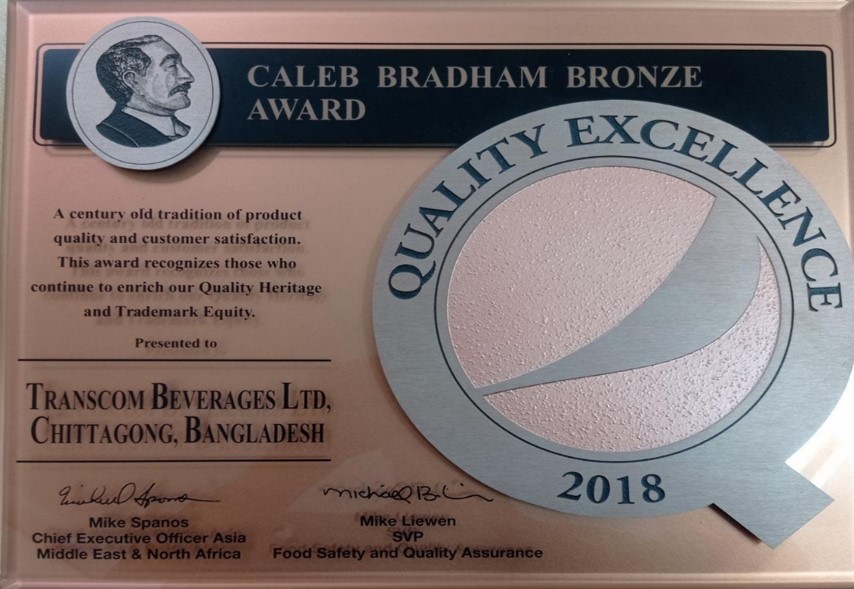 CALEB BRADHAM BRONZE
AWARD
QUALITY EXCELLENCE
A century old tradition of product
quality and customer satisfaction.
This award recognizes those who
continue to enrich our Quality Heritage
and Trademark Equity.
Presented to
TRANSCOM BEVERAGES LTD,
CHITTAGONG, BANGLADESH
2018
Mike Spanos
Chief Executive Officer Asia
Middle East & North Africa
Mike Liewen
SVP
Food Safety and Quality Assurance